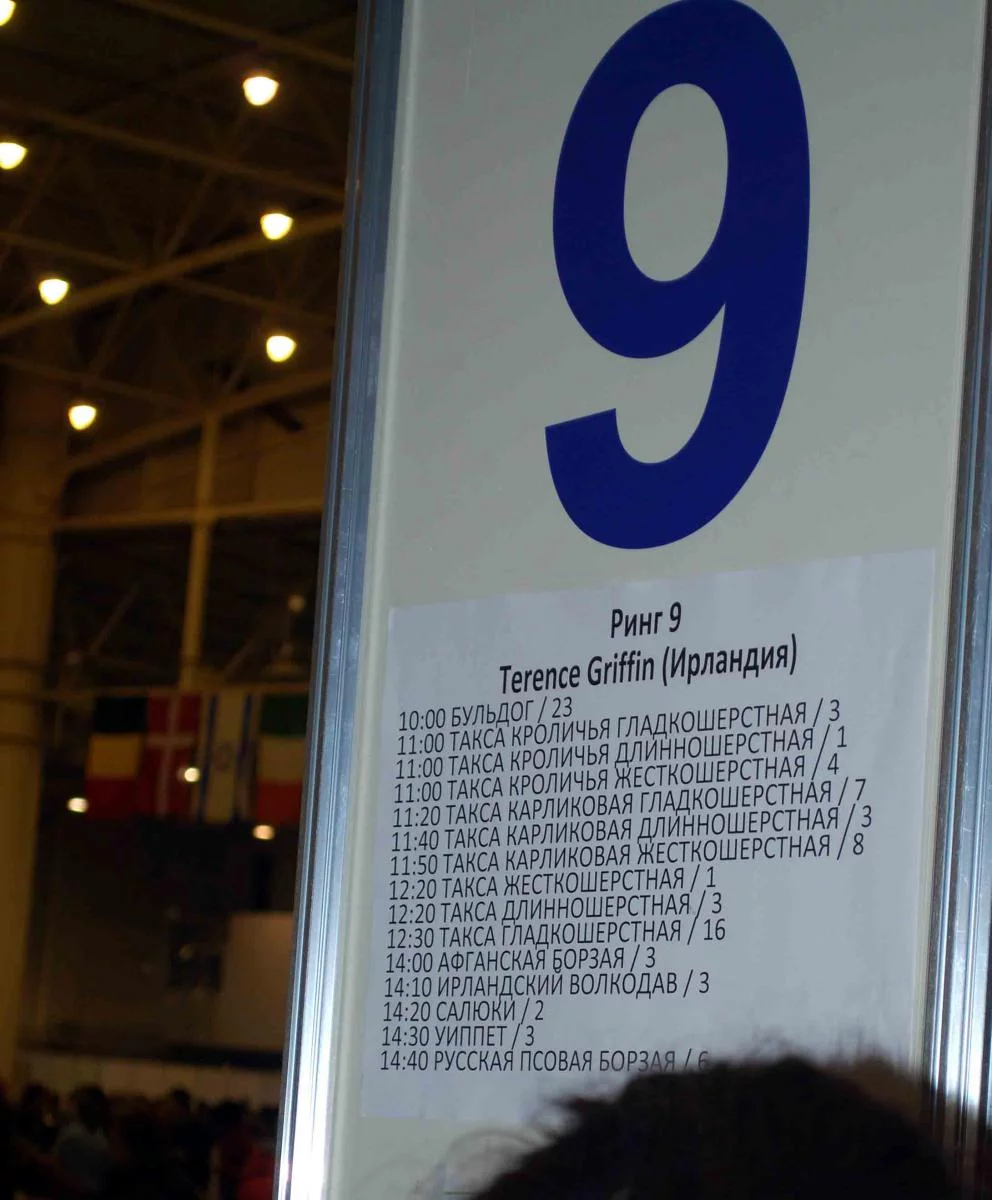 9
Ринг 9
Terence Griffin (Ирландия)
10:00 БУЛЬДОГ / 23
11:00 ТАКСА КРОЛИЧЬЯ ГЛАДКОШЕРСТНАЯ / 3
11:00 ТАКСА КРОЛИЧЬЯ ДЛИННОШЕРСТНАЯ / 1
11:00 ТАКСА КРОЛИЧЬЯ ЖЕСТКОШЕРСТНАЯ / 4
11:20 ТАКСА КАРЛИКОВАЯ ГЛАДКОШЕРСТНАЯ / 7
11:40 ТАКСА КАРЛИКОВАЯ ДЛИННОШЕРСТНАЯ / 3
11:50 ТАКСА КАРЛИКОВАЯ ЖЕСТКОШЕРСТНАЯ / 8
12:20 ТАКСА ЖЕСТКОШЕРСТНАЯ / 1
12:20 ТАКСА ДЛИННОШЕРСТНАЯ / 3
12:30 ТАКСА ГЛАДКОШЕРСТНАЯ / 16
14:00 АФГАНСКАЯ БОРЗАЯ / 3
14:10 ИРЛАНДСКИЙ ВОЛКОДАВ / 3
14:20 САЛЮКИ / 2
14:30 УИППЕТ / 3
14:40 РУССКАЯ ПСОВАЯ БОРЗАЯ / 6